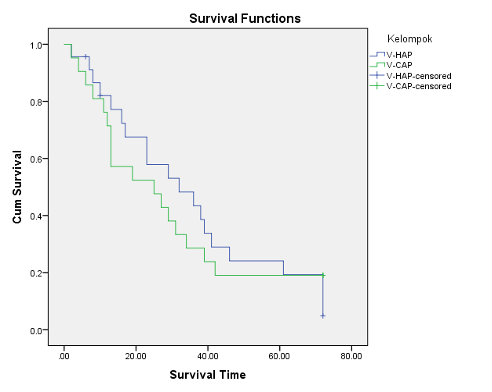 Survival Functions
Kelompok
V-HAP
V-CAP
V-HAP-censored
V-CAP-censored
Cum Survival
1.0
0.8
0.6
0.4
0.2
0.0
.00 20.00 40.00 60.00 80.00
Survival Time